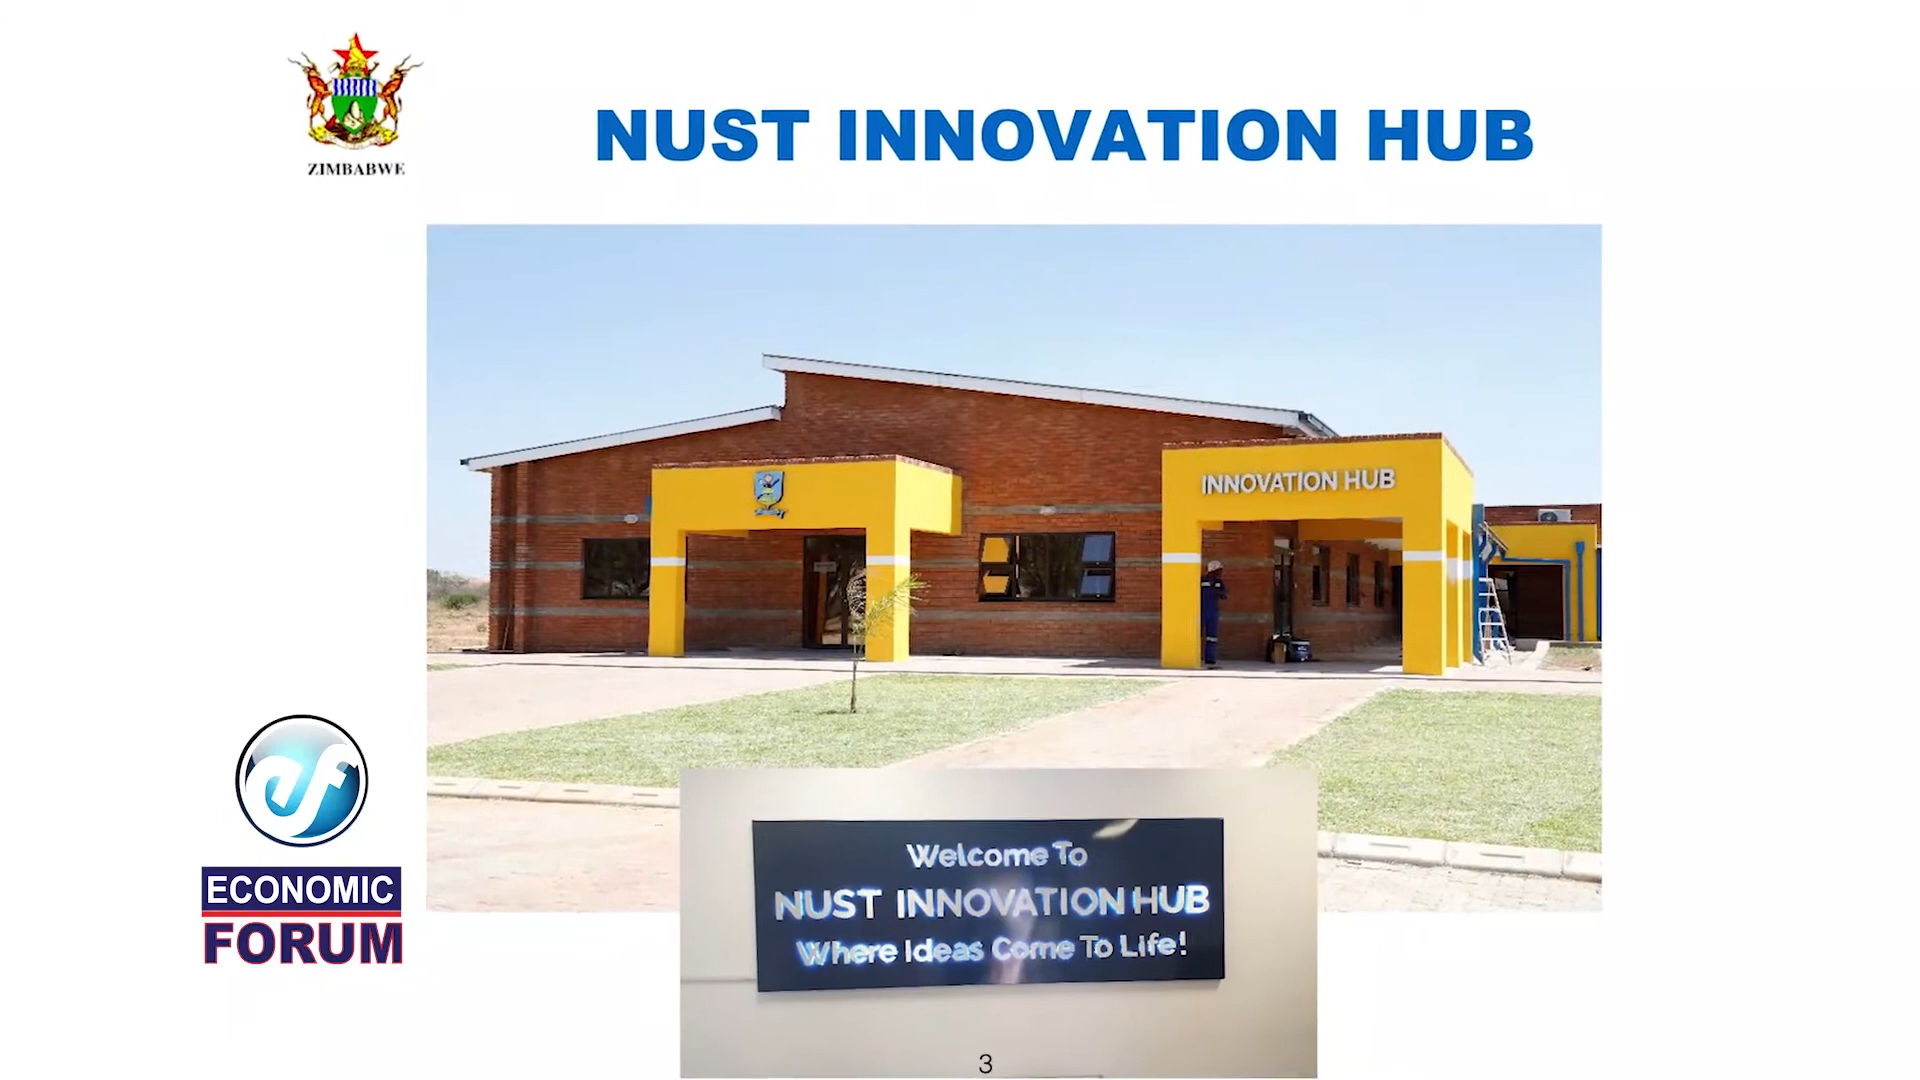 ZIMBABWE
NUST INNOVATION HUB
INNOVATION HUB
ECONOMIC
FORUM
Welcome To
NUST INNOVATION HUB
Where Ideas Come To Life!
3